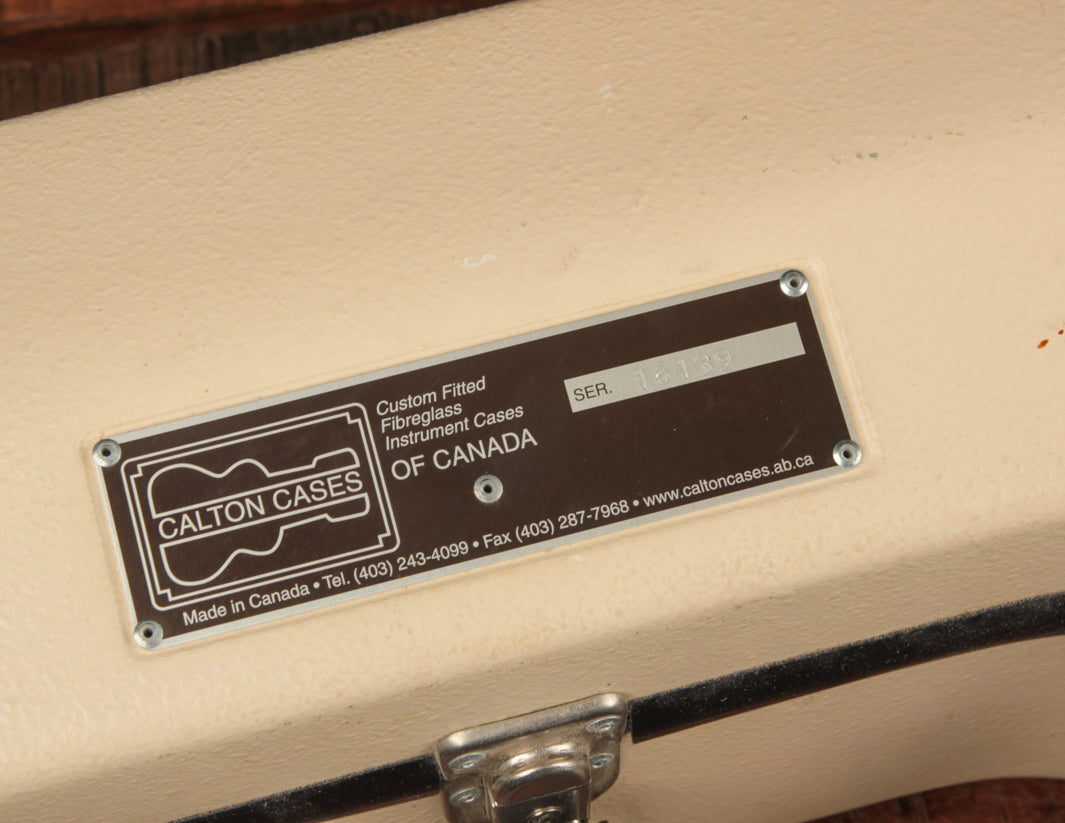 CALTON CASES
Custom Fitted
Fibreglass
Instrument Cases
OF CANADA
SER. 16139
Made in Canada • Tel. (403) 243-4099 • Fax (403) 287-7968 • www.caltoncases.ab.ca